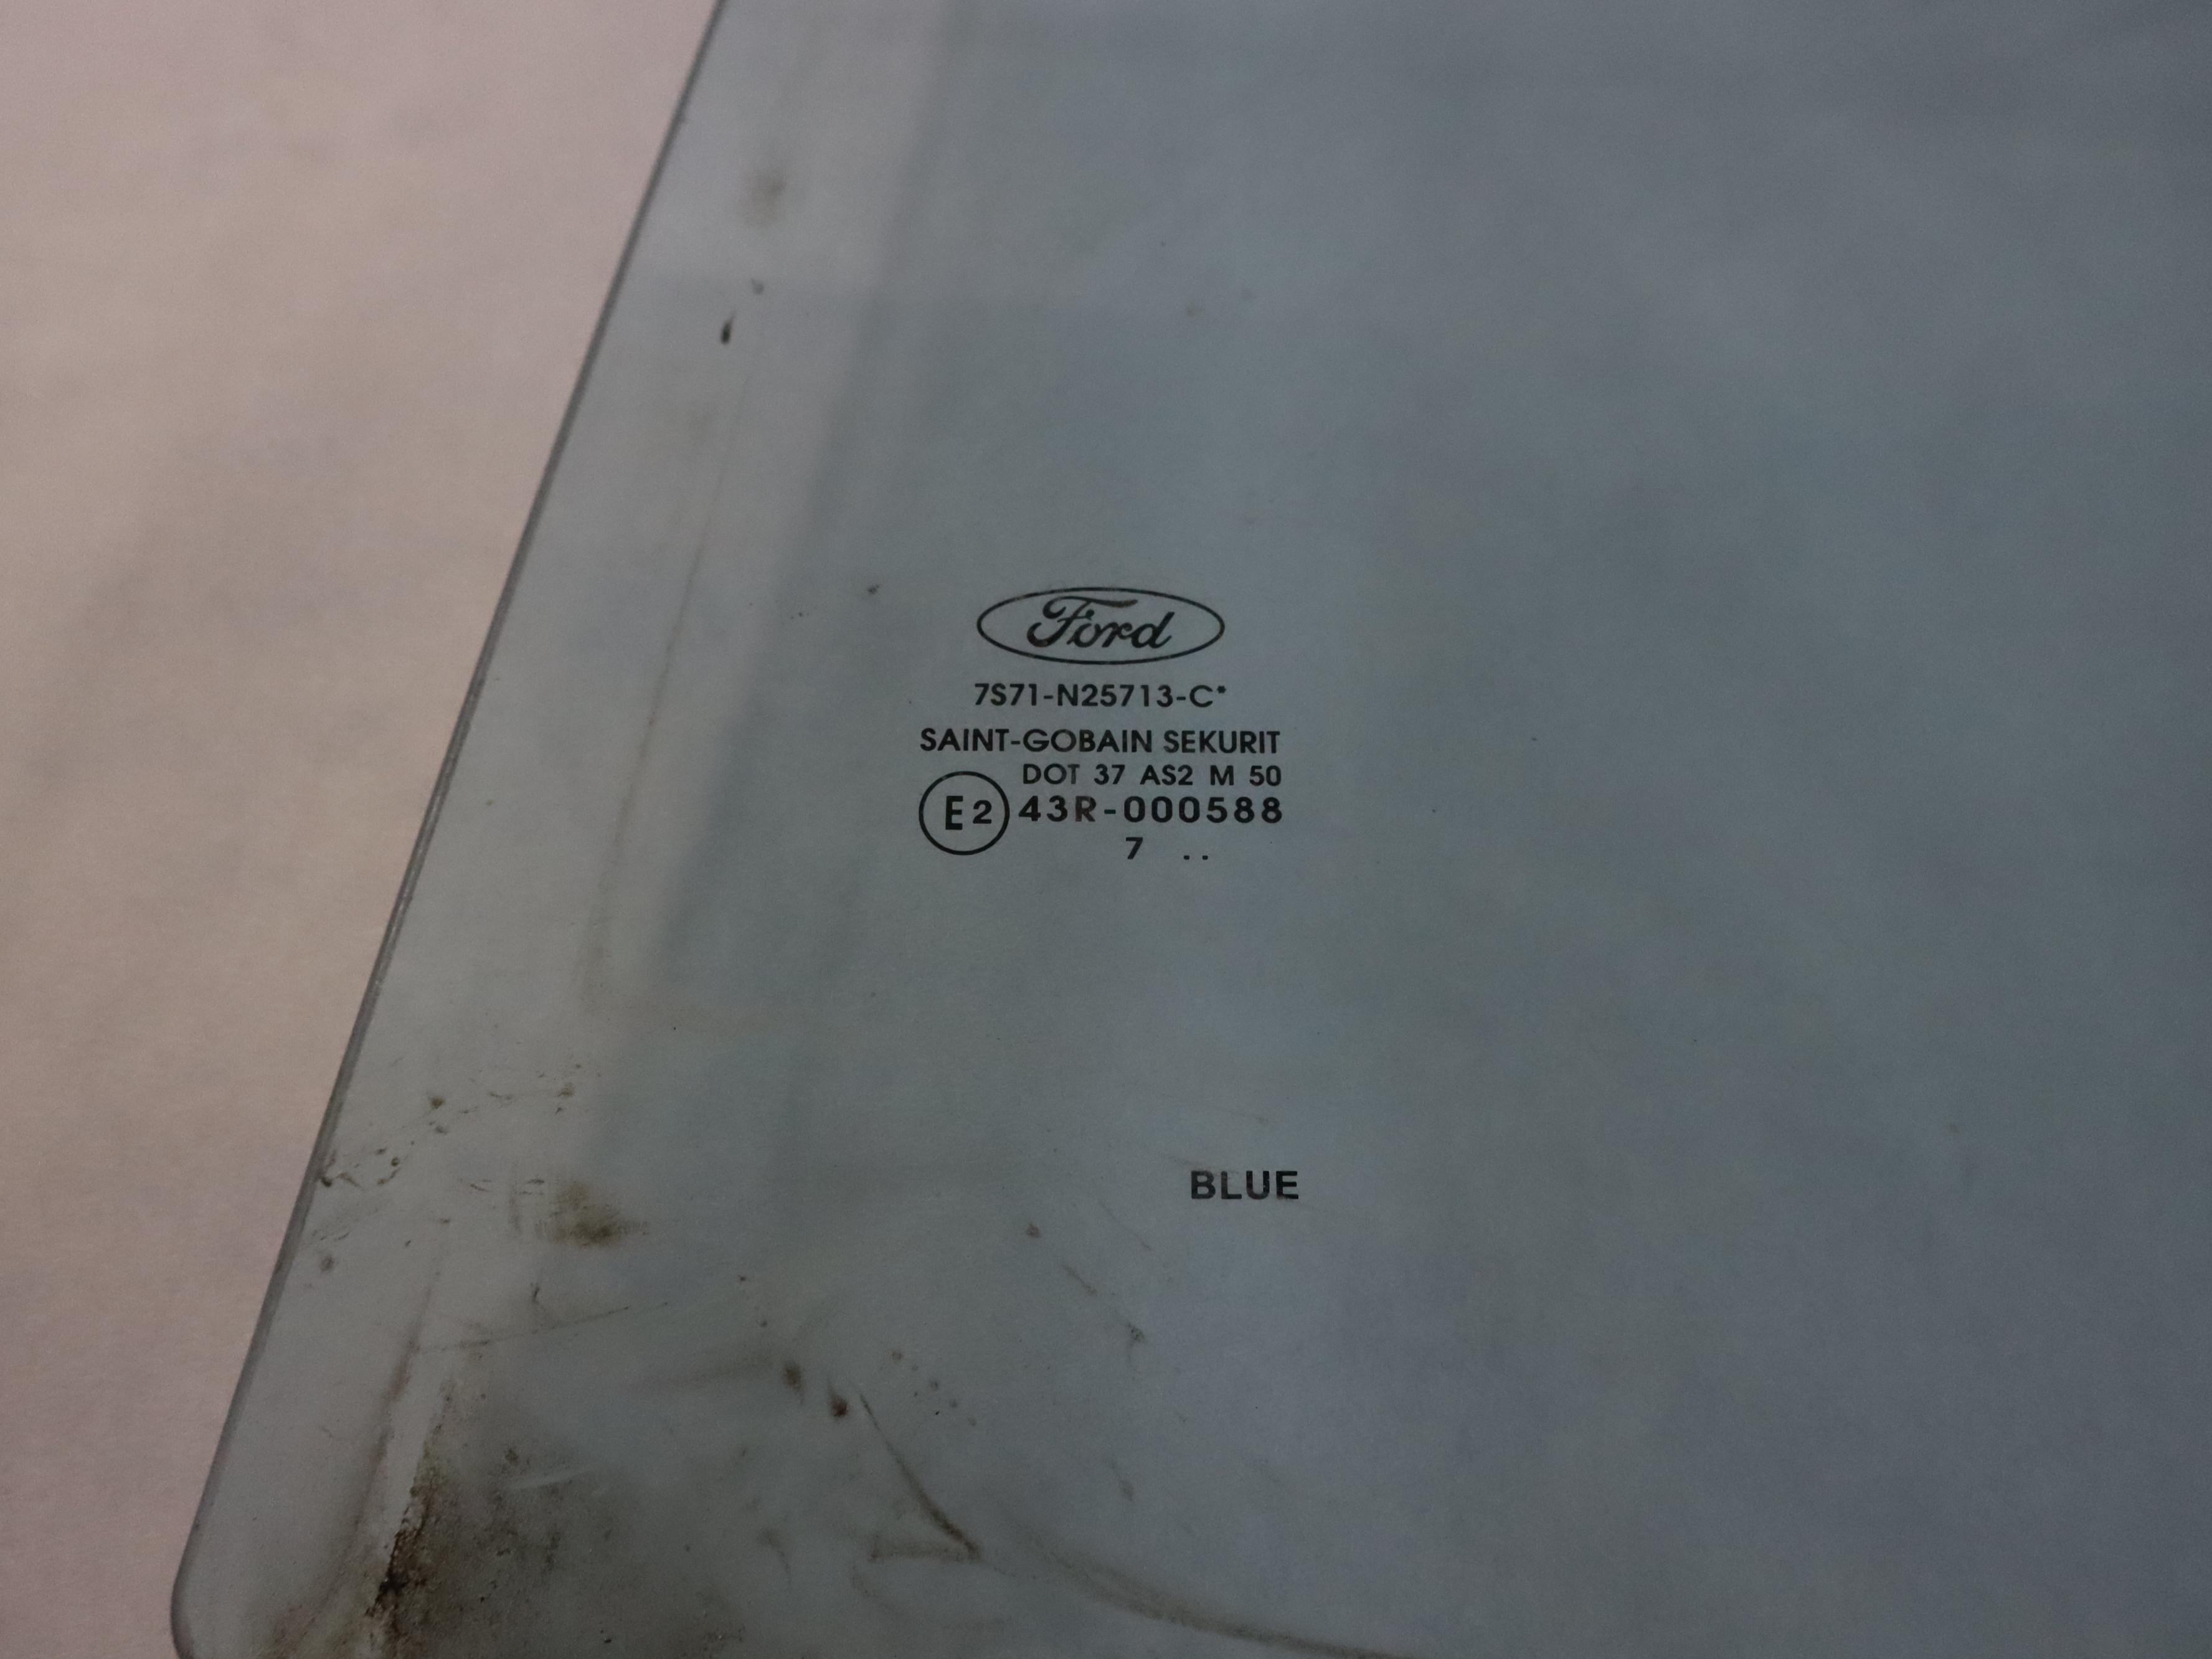 Ford
7S71-N25713-C*
SAINT-GOBAIN SEKURIT
DOT 37 AS2 M 50
E2 43R-000588
7 ..
BLUE